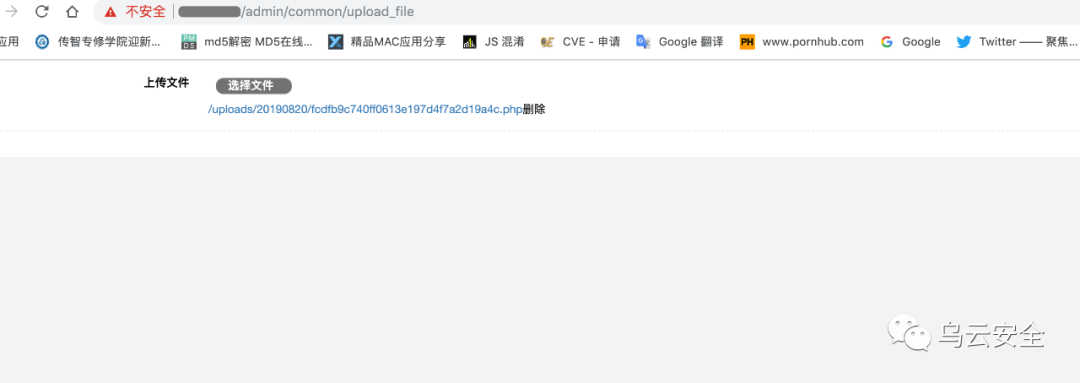 不安全 /admin/common/upload_file
应用 传智专修学院迎新... PM D5 md5解密 MD5在线... 精品MAC应用分享 JS 混淆 CVE - 申请 Google 翻译 PH www.pornhub.com Google Twitter —— 聚焦...
上传文件 选择文件
/uploads/20190820/fcdfb9c740ff0613e197d4f7a2d19a4c.php删除
乌云安全